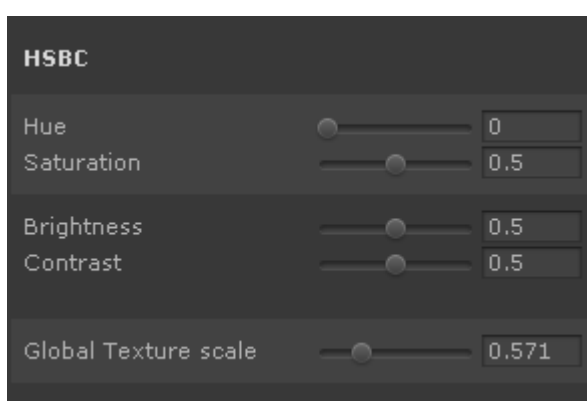 HSBC
Hue 0
Saturation 0.5
Brightness 0.5
Contrast 0.5
Global Texture scale 0.571